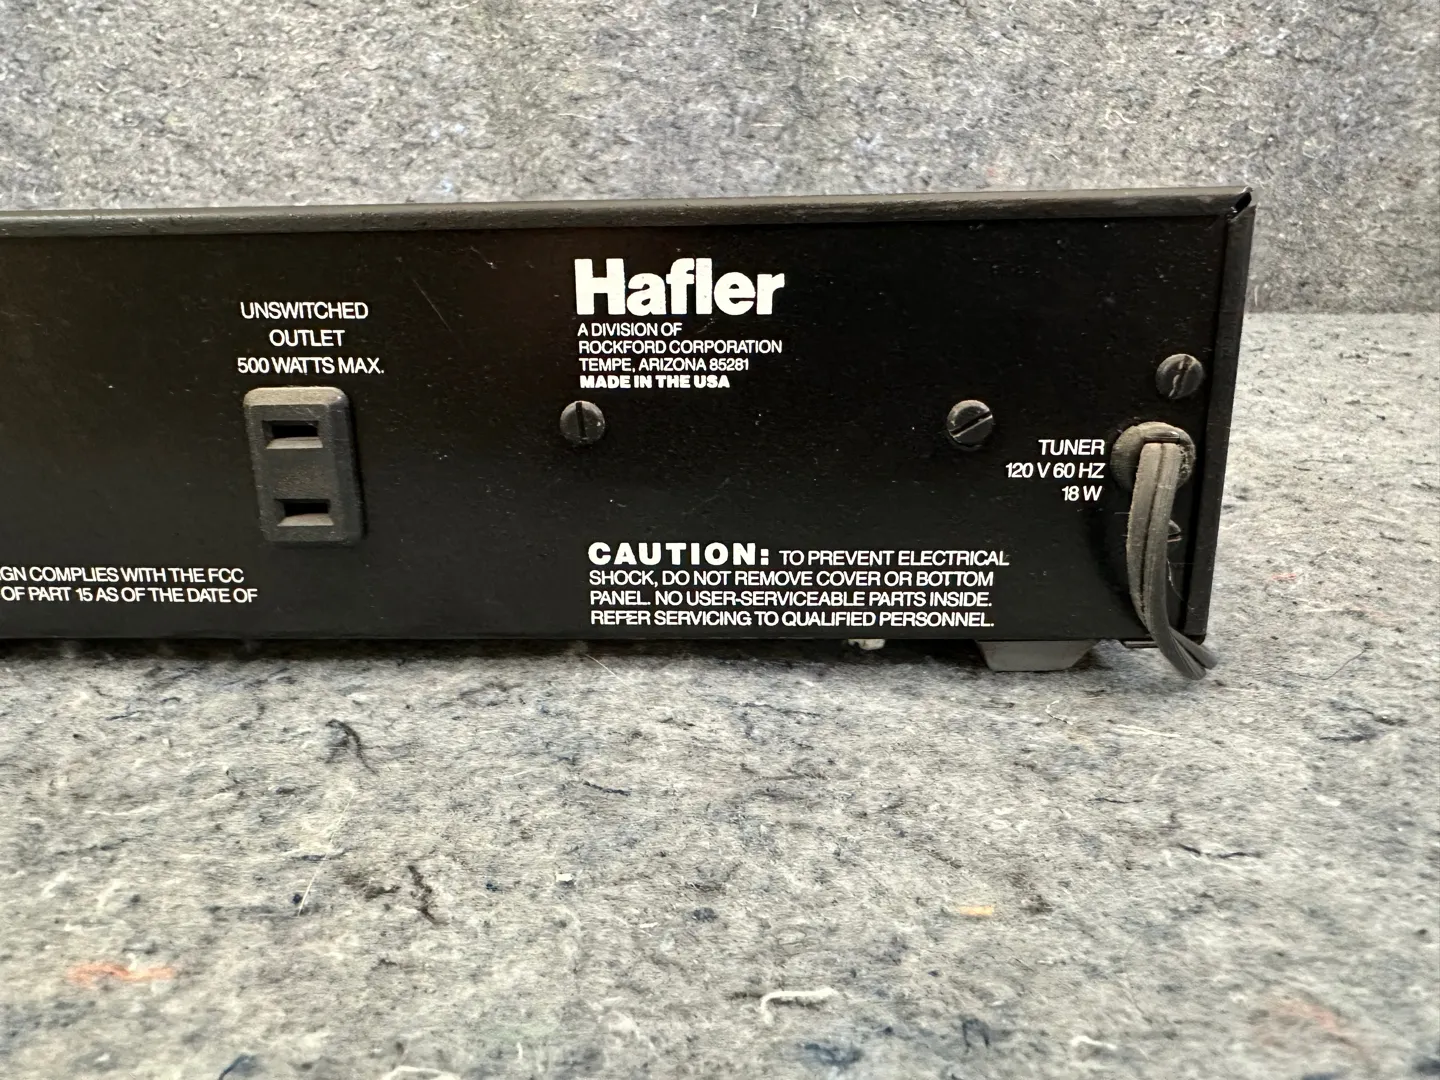 UNSWITCHED
OUTLET
500 WATTS MAX.
Hafler
A DIVISION OF
ROCKFORD CORPORATION
TEMPE, ARIZONA 85281
MADE IN THE USA
TUNER
120 V 60 HZ
18 W
COMPLIES WITH THE FCC
OF PART 15 AS OF THE DATE OF
CAUTION: TO PREVENT ELECTRICAL
SHOCK, DO NOT REMOVE COVER OR BOTTOM
PANEL. NO USER-SERVICEABLE PARTS INSIDE.
REFER SERVICING TO QUALIFIED PERSONNEL.